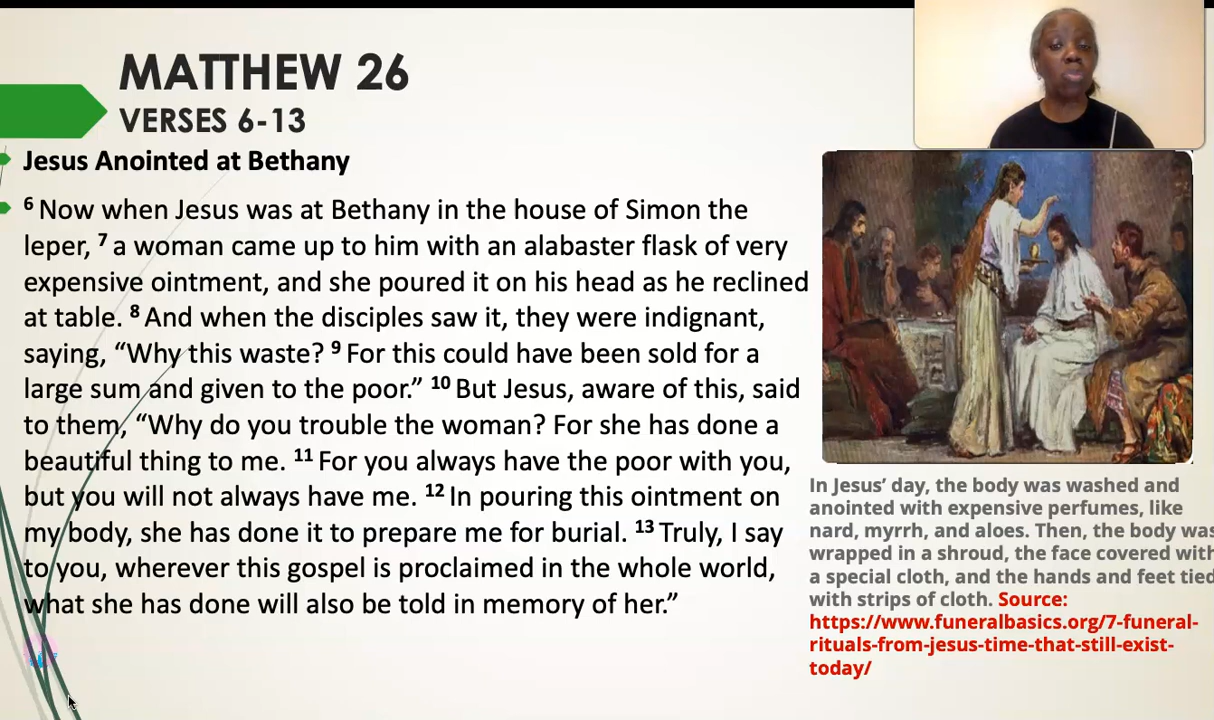 MATTHEW 26
VERSES 6-13
Jesus Anointed at Bethany
6 Now when Jesus was at Bethany in the house of Simon the
leper, 7 a woman came up to him with an alabaster flask of very
expensive ointment, and she poured it on his head as he reclined
at table. 8 And when the disciples saw it, they were indignant,
saying, “Why this waste? 9 For this could have been sold for a
large sum and given to the poor.” 10 But Jesus, aware of this, said
to them, “Why do you trouble the woman? For she has done a
beautiful thing to me. 11 For you always have the poor with you,
but you will not always have me. 12 In pouring this ointment on
my body, she has done it to prepare me for burial. 13 Truly, I say
to you, wherever this gospel is proclaimed in the whole world,
what she has done will also be told in memory of her.”
In Jesus’ day, the body was washed and
anointed with expensive perfumes, like
nard, myrrh, and aloes. Then, the body was
wrapped in a shroud, the face covered with
a special cloth, and the hands and feet tied
with strips of cloth. Source:
https://www.funeralbasics.org/7-funeral-
rituals-from-jesus-time-that-still-exist-
today/